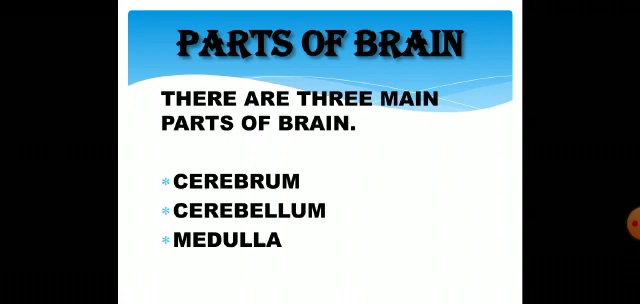 PARTS OF BRAIN
THERE ARE THREE MAIN
PARTS OF BRAIN.
*CEREBRUM
*CEREBELLUM
*MEDULLA